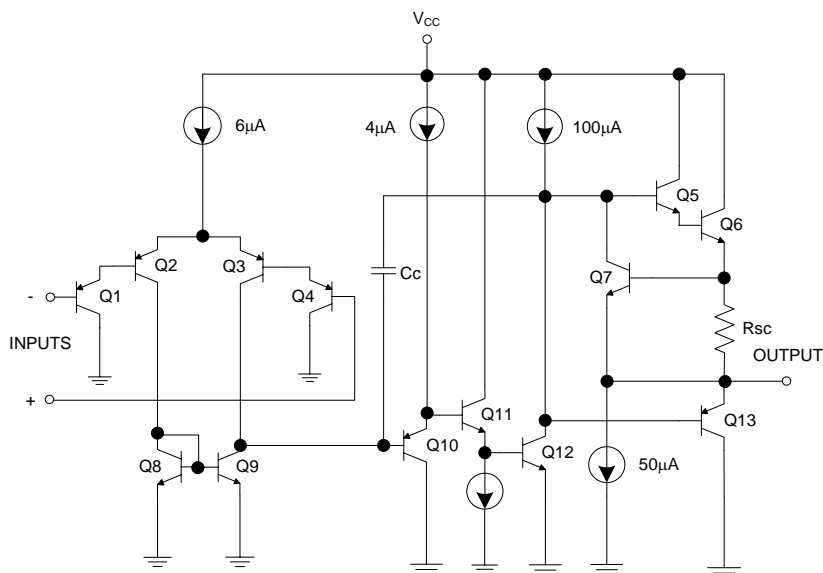 VCC
6μA
4μA
100μA
Q5
Q6
Q2
Q3
Q7
Cc
-
Q1
Q4
Rsc
INPUTS
OUTPUT
+
Q11
Q13
Q10
Q12
Q8
Q9
50μA